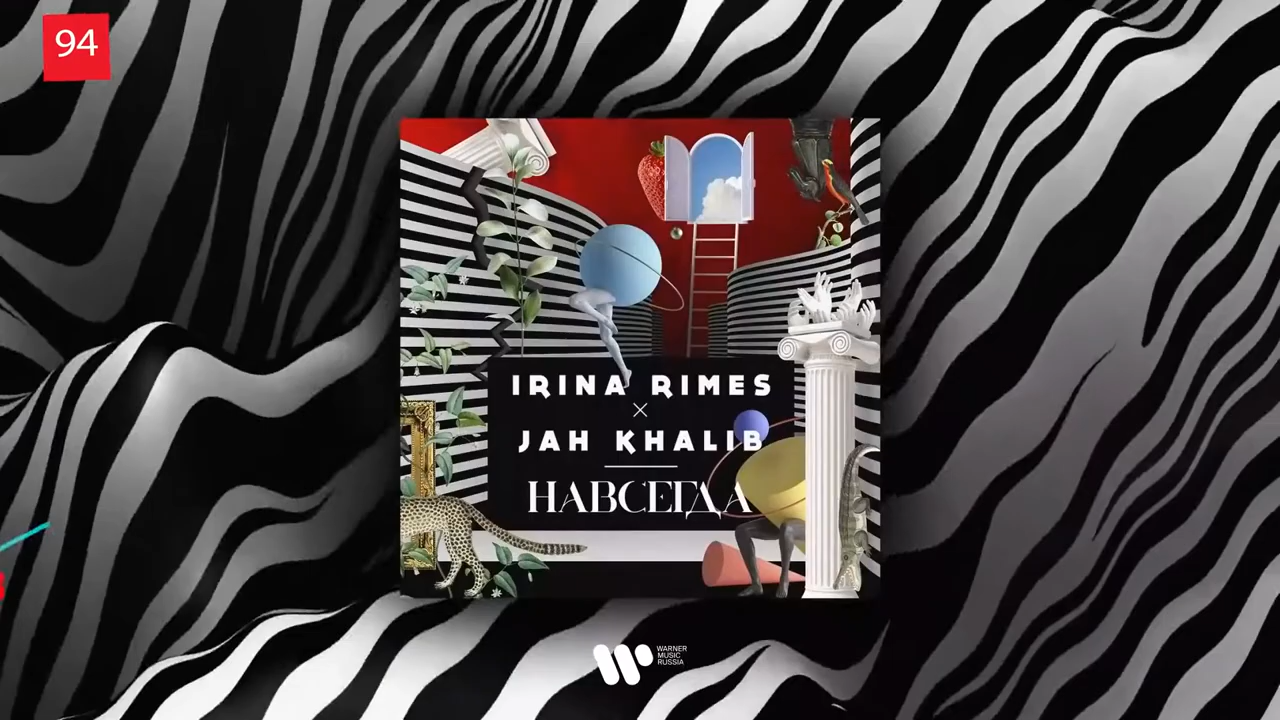 94
IRINA RIMES
×
JAH KHALIB
НАВСЕГДА
WARNER
MUSIC
RUSSIA